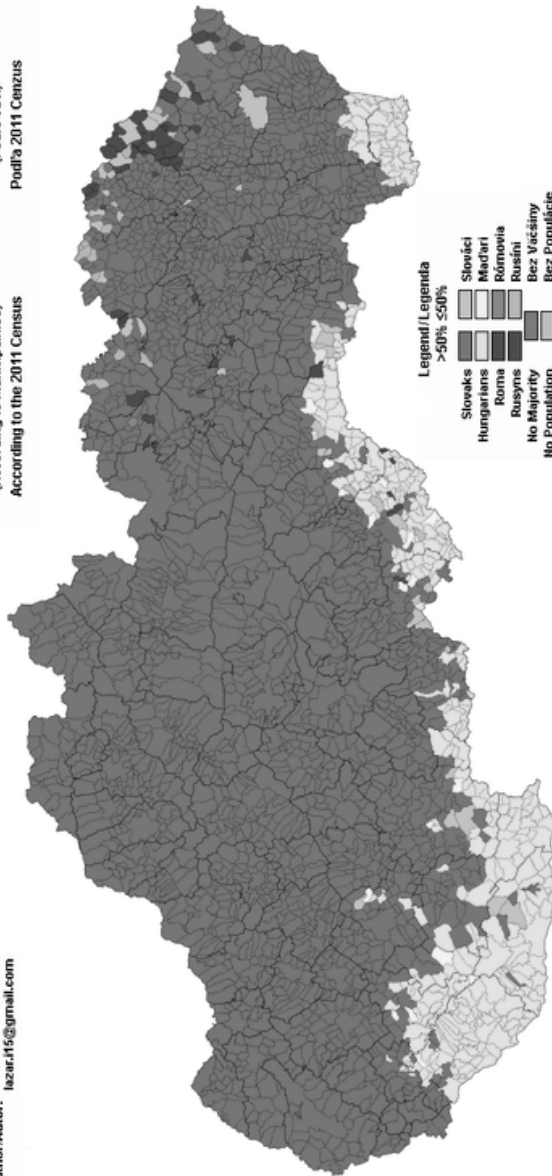 lazar.i15@gmail.com
According to the 2011 Census
Podľa 2011 Cenzus
Legend/Legenda
>50% ≤50%
Slovaks Slováci
Hungarians Maďari
Roma Rómovia
Rusyns Rusíni
No Majority Bez Väčšiny
No Population Bez Populácie